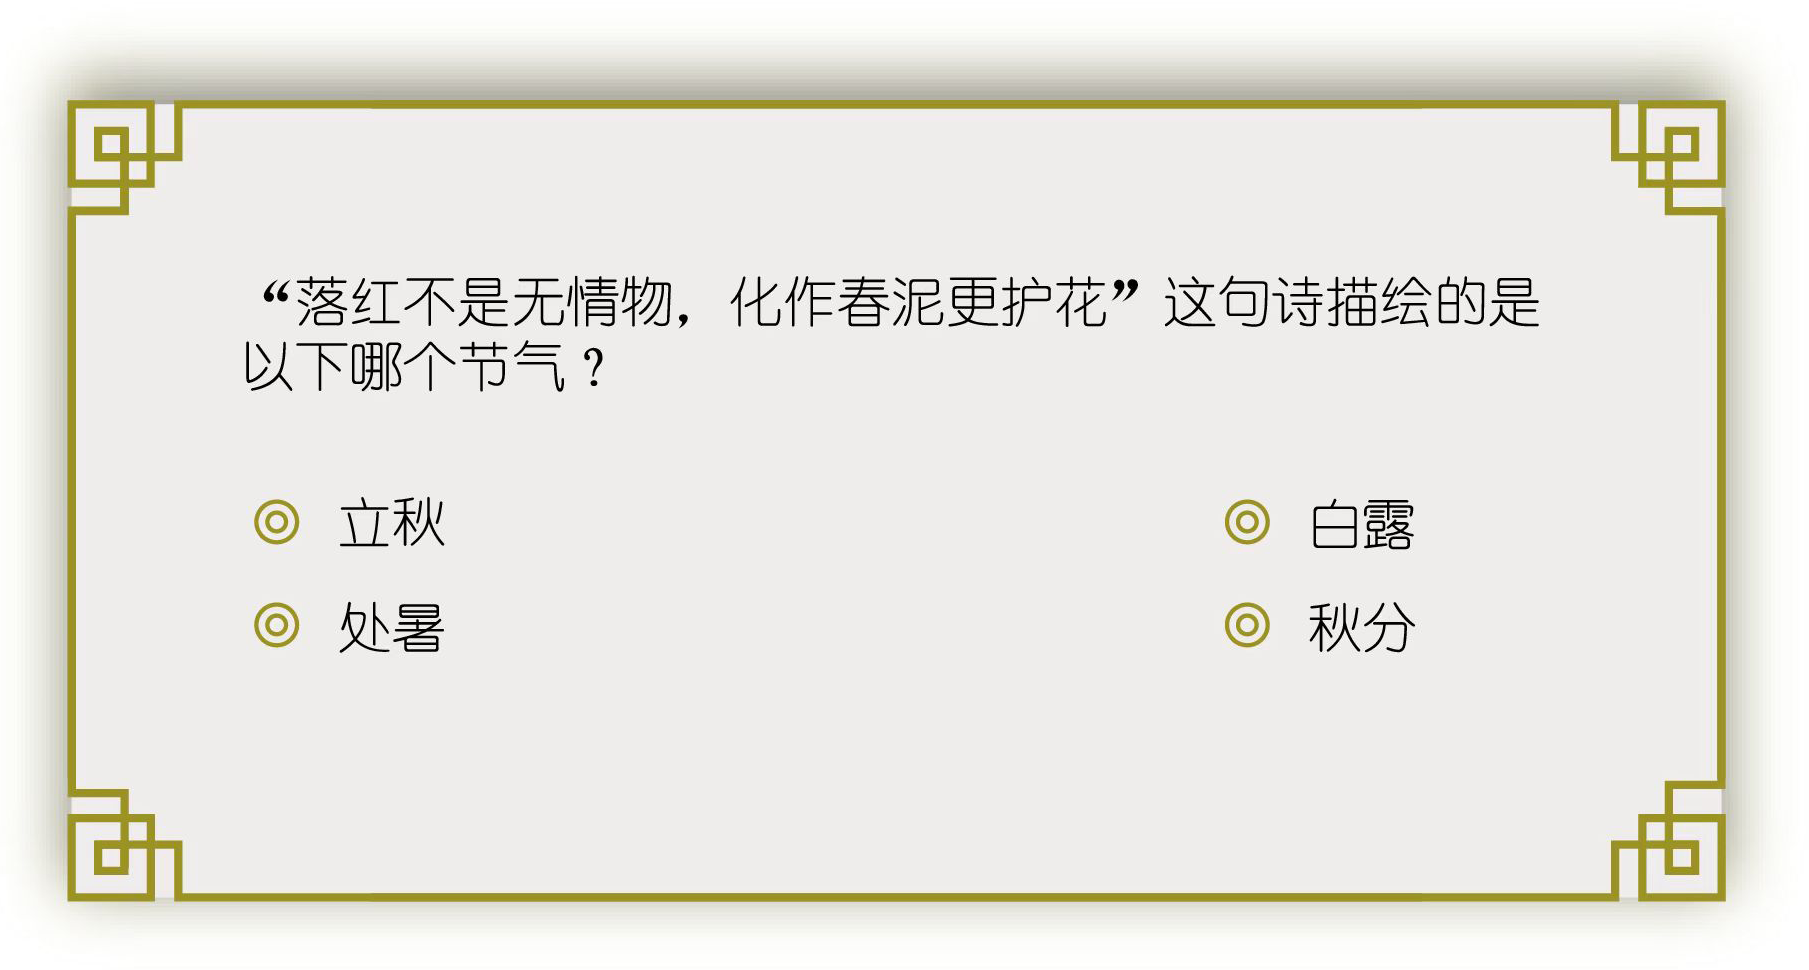 “落红不是无情物，化作春泥更护花”这句诗描绘的是
以下哪个节气？
立秋
白露
处暑
秋分